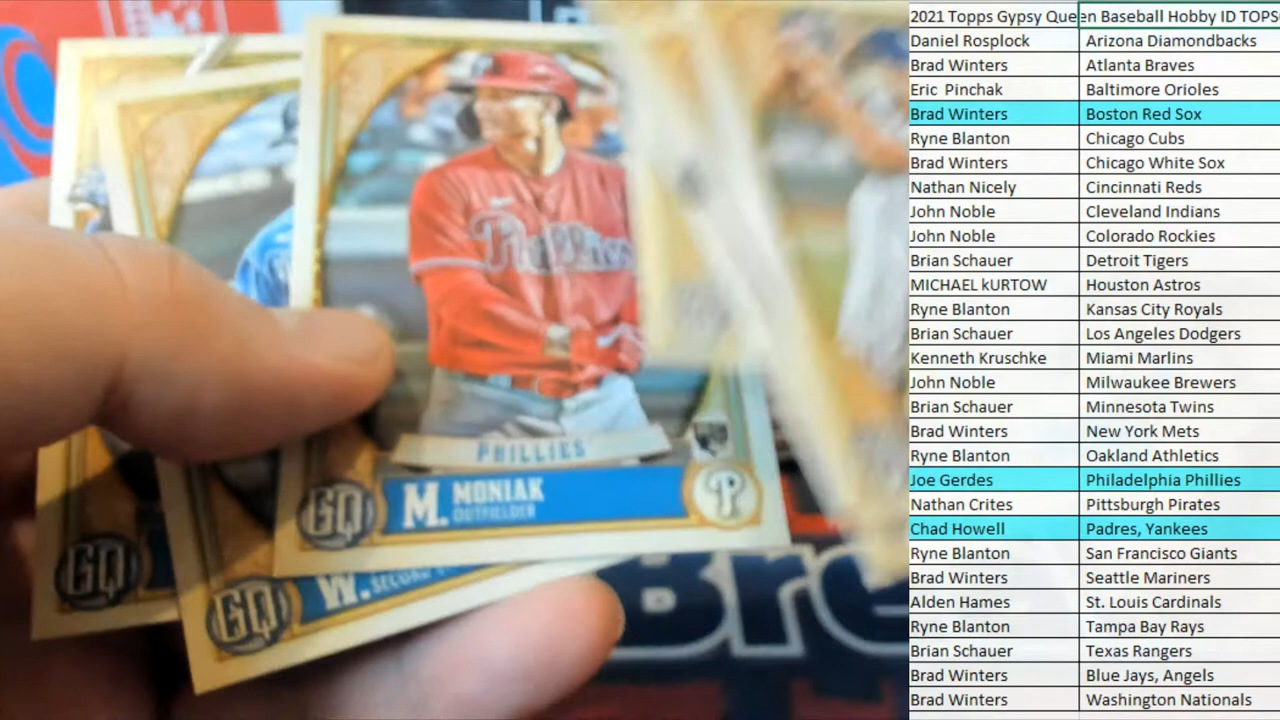 PHILLIES
Phillies
M. MONIAK
OUTFIELDER
GQ
P
GQ
W.
GQ
Bre
2021 Topps Gypsy Queen Baseball Hobby ID TOPS
Daniel Rosplock Arizona Diamondbacks
Brad Winters Atlanta Braves
Eric Pinchak Baltimore Orioles
Brad Winters Boston Red Sox
Ryne Blanton Chicago Cubs
Brad Winters Chicago White Sox
Nathan Nicely Cincinnati Reds
John Noble Cleveland Indians
John Noble Colorado Rockies
Brian Schauer Detroit Tigers
MICHAEL kURTOW Houston Astros
Ryne Blanton Kansas City Royals
Brian Schauer Los Angeles Dodgers
Kenneth Kruschke Miami Marlins
John Noble Milwaukee Brewers
Brian Schauer Minnesota Twins
Brad Winters New York Mets
Ryne Blanton Oakland Athletics
Joe Gerdes Philadelphia Phillies
Nathan Crites Pittsburgh Pirates
Chad Howell Padres, Yankees
Ryne Blanton San Francisco Giants
Brad Winters Seattle Mariners
Alden Hames St. Louis Cardinals
Ryne Blanton Tampa Bay Rays
Brian Schauer Texas Rangers
Brad Winters Blue Jays, Angels
Brad Winters Washington Nationals